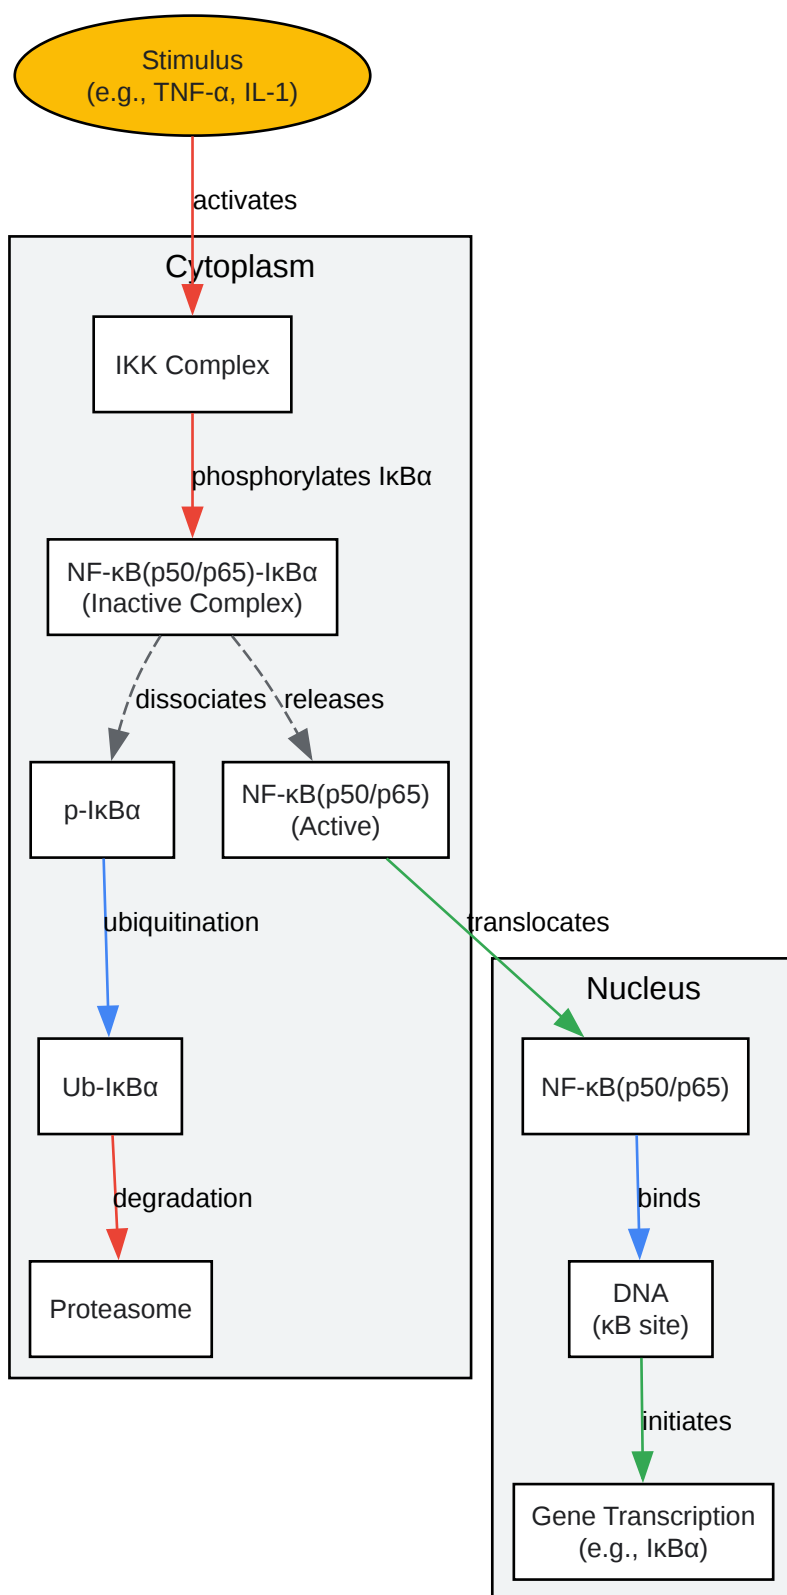 Stimulus
(e.g., TNF-α, IL-1)
activates
Cytoplasm
IKK Complex
phosphorylates IκBα
NF-κB(p50/p65)-IκBα
(Inactive Complex)
dissociates
releases
p-IκBα
NF-κB(p50/p65)
(Active)
ubiquitination
translocates
Nucleus
Ub-IκBα
NF-κB(p50/p65)
degradation
binds
Proteasome
DNA
(κB site)
initiates
Gene Transcription
(e.g., IκBα)